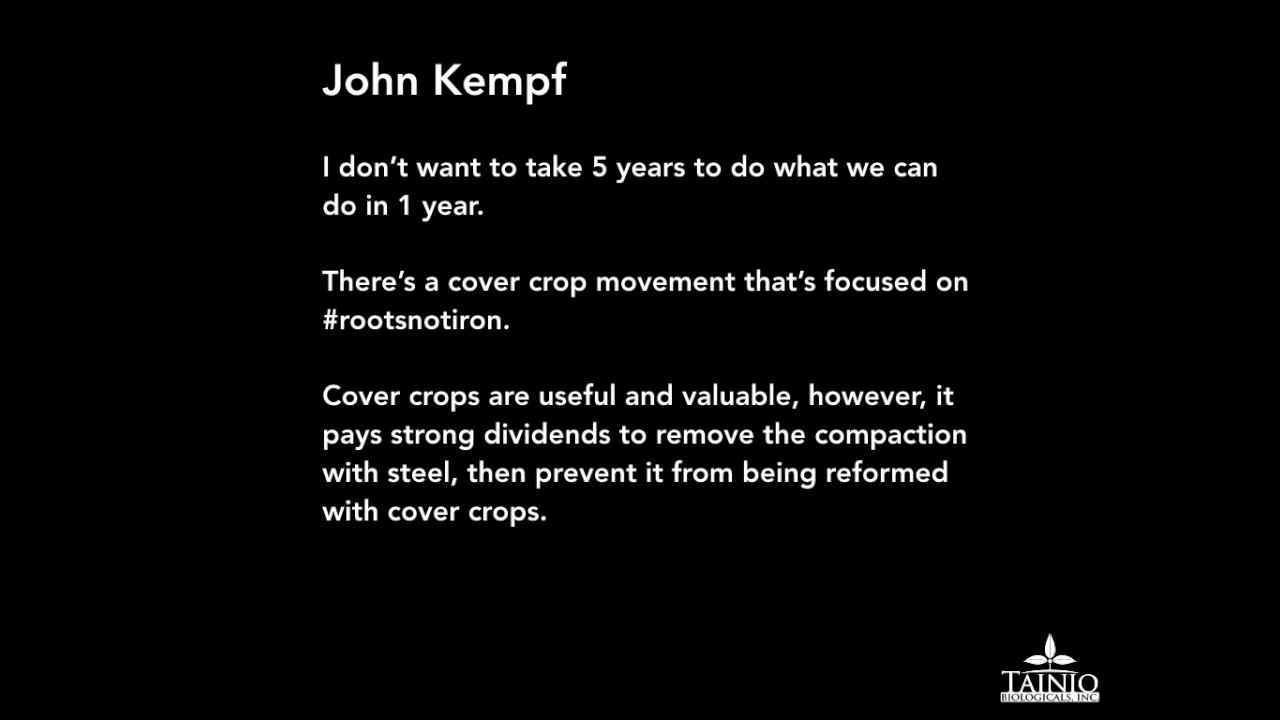 John Kempf
I don’t want to take 5 years to do what we can
do in 1 year.
There’s a cover crop movement that’s focused on
#rootsnotiron.
Cover crops are useful and valuable, however, it
pays strong dividends to remove the compaction
with steel, then prevent it from being reformed
with cover crops.
TAINIO
BIOLOGICALS, INC